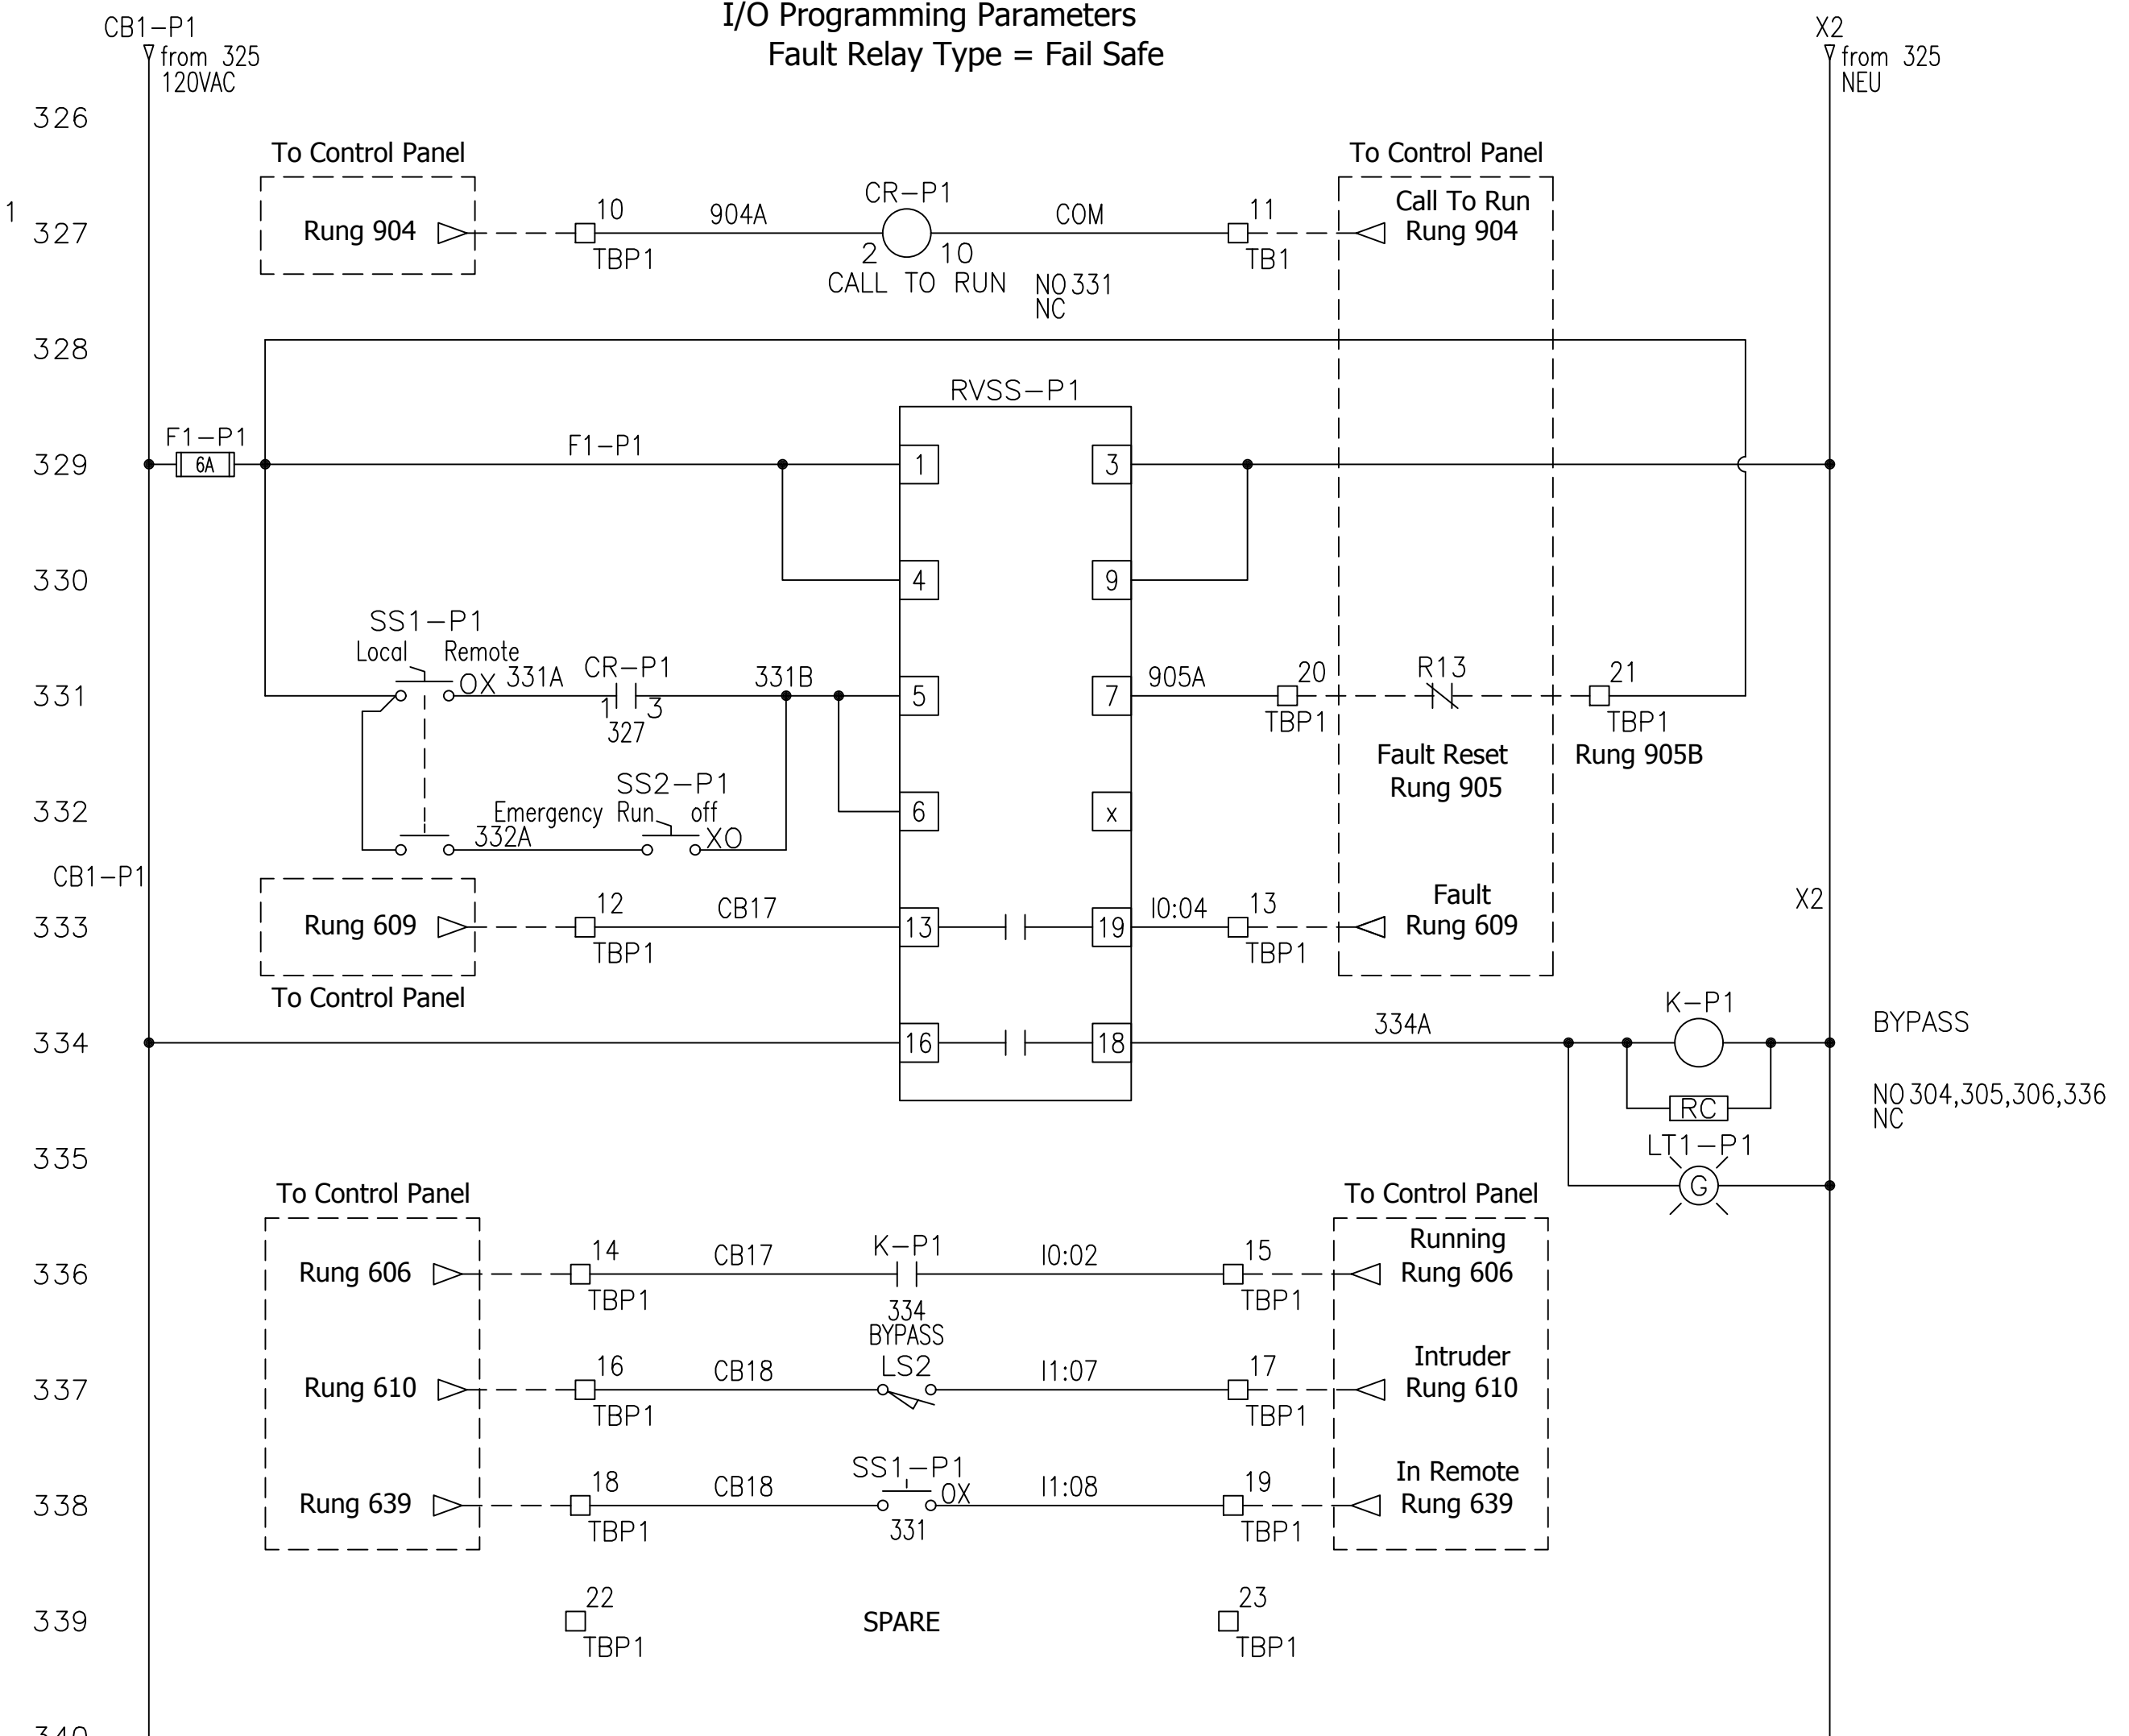 I/O Programming Parameters
Fault Relay Type = Fail Safe
CB1-P1
from 325
120VAC
X2
from 325
NEU
326
To Control Panel
To Control Panel
1
327
Rung 904
10
TBP1
904A
CR-P1
2 10
CALL TO RUN
NO 331
NC
COM
11
TB1
Call To Run
Rung 904
328
RVSS-P1
329
F1-P1
6A
F1-P1
1
3
330
4
9
SS1-P1
Local Remote
331
OX
331A
CR-P1
1 3
327
331B
5
7
905A
20
TBP1
R13
21
TBP1
Fault Reset
Rung 905
Rung 905B
332
SS2-P1
Emergency Run off
332A
XO
6
x
CB1-P1
X2
333
Rung 609
12
TBP1
CB17
13
19
I0:04
13
TBP1
Fault
Rung 609
To Control Panel
334
16
18
334A
K-P1
BYPASS
RC
NO 304,305,306,336
NC
335
LT1-P1
G
To Control Panel
To Control Panel
336
Rung 606
14
TBP1
CB17
K-P1
334
BYPASS
I0:02
15
TBP1
Running
Rung 606
337
Rung 610
16
TBP1
CB18
LS2
I1:07
17
TBP1
Intruder
Rung 610
338
Rung 639
18
TBP1
CB18
SS1-P1
OX
331
I1:08
19
TBP1
In Remote
Rung 639
339
22
TBP1
SPARE
23
TBP1
340